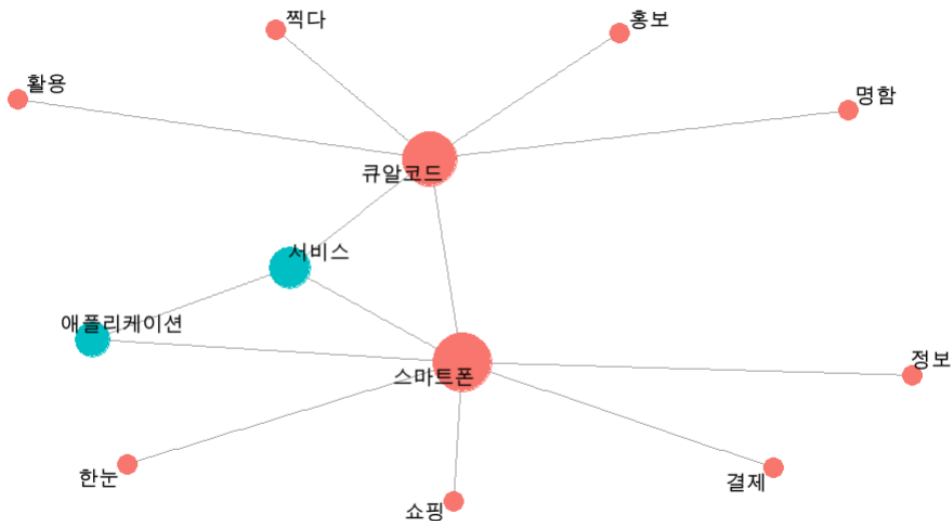 찍다
홍보
활용
명함
큐알코드
서비스
애플리케이션
스마트폰
정보
한눈
결제
쇼핑